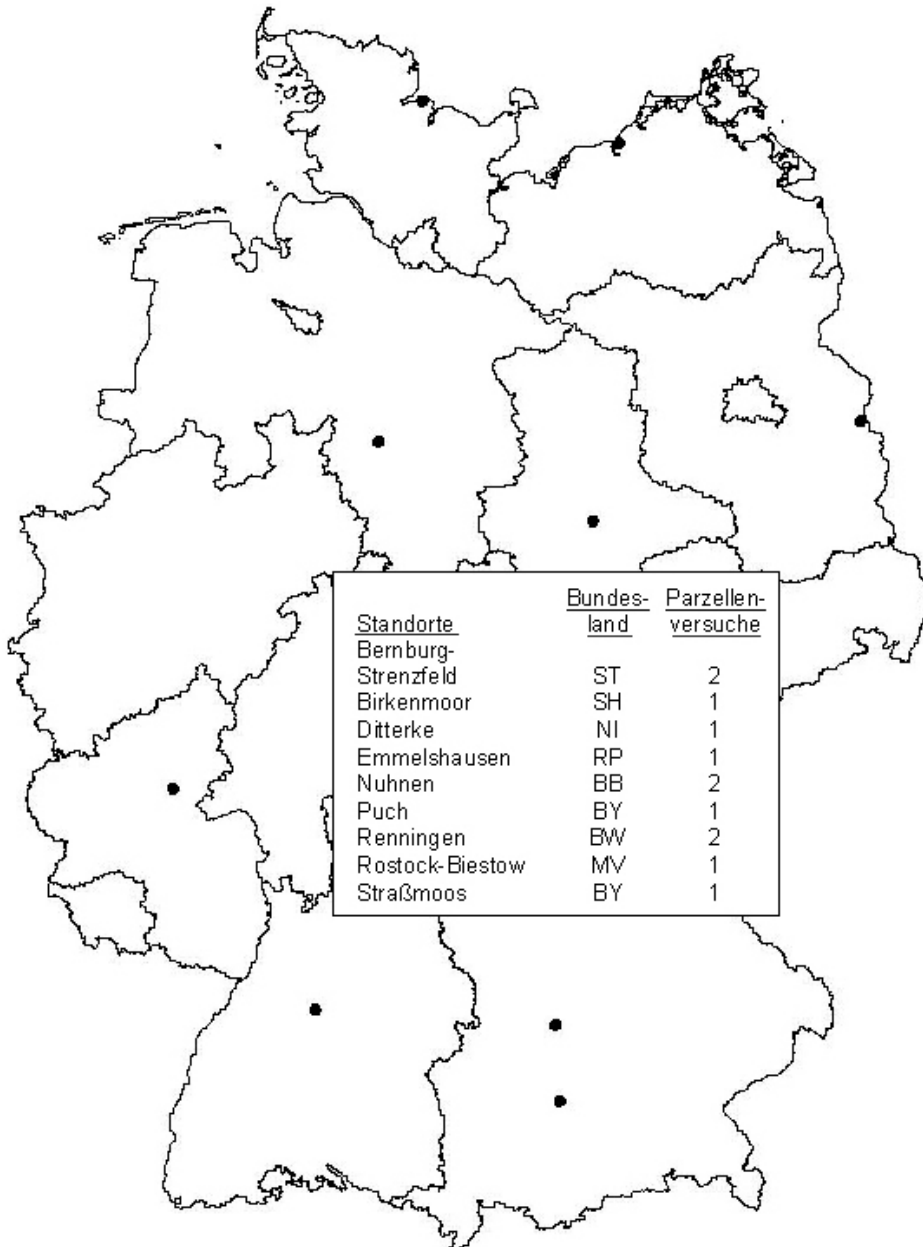 Bundes- Parzellen-
Standorte land versuche
Bernburg-
Strenzfeld ST 2
Birkenmoor SH 1
Ditterke NI 1
Emmelshausen RP 1
Nuhnen BB 2
Puch BY 1
Renningen BW 2
Rostock-Biestow MV 1
Straßmoos BY 1